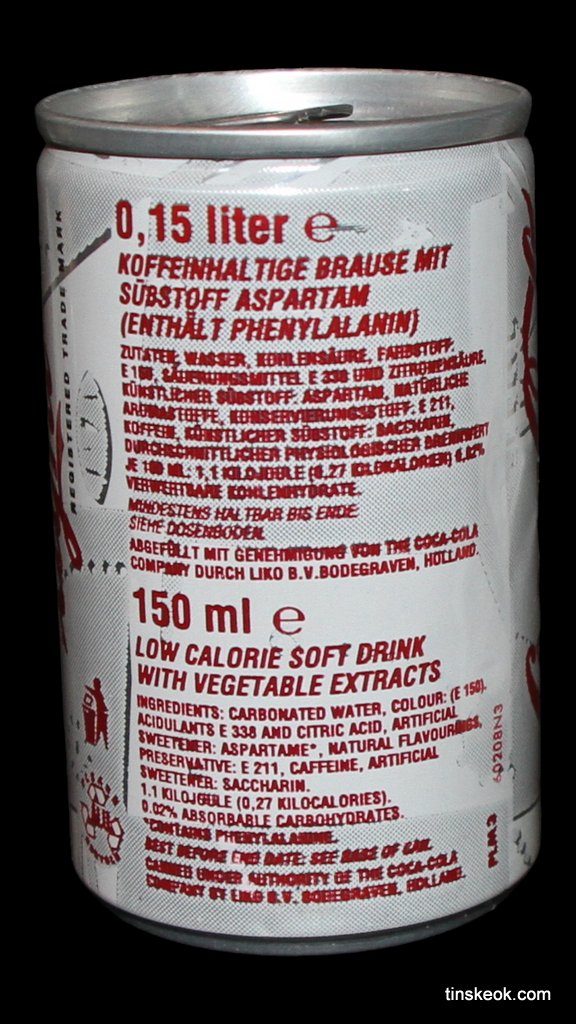 0,15 liter ℮
KOFFEINHALTIGE BRAUSE MIT
SÜßSTOFF ASPARTAM
(ENTHÄLT PHENYLALANIN)
ZUTATEN: WASSER, KOHLENSÄURE, FARBSTOFF:
E 150, SÄUERUNGSMITTEL E 338 UND ZITRONENSÄURE,
KÜNSTLICHER SÜßSTOFF: ASPARTAM, NATÜRLICHE
AROMASTOFFE, KONSERVIERUNGSSTOFF: E 211,
KOFFEIN, KÜNSTLICHER SÜßSTOFF: SACCHARIN.
DURCHSCHNITTLICHER PHYSIOLOGISCHER BRENNWERT
JE 100 ML: 1,1 KILOJOULE (0,27 KILOKALORIEN) 0,02%
VERWERTBARE KOHLENHYDRATE.
MINDESTENS HALTBAR BIS ENDE:
SIEHE DOSENBODEN.
ABGEFÜLLT MIT GENEHMIGUNG VON THE COCA-COLA
COMPANY DURCH LIKO B.V. BODEGRAVEN, HOLLAND.
150 ml ℮
LOW CALORIE SOFT DRINK
WITH VEGETABLE EXTRACTS
INGREDIENTS: CARBONATED WATER, COLOUR: (E 150).
ACIDULANTS E 338 AND CITRIC ACID, ARTIFICIAL
SWEETENER: ASPARTAME*, NATURAL FLAVOURINGS,
PRESERVATIVE: E 211, CAFFEINE, ARTIFICIAL
SWEETENER: SACCHARIN.
1.1 KILOJOULE (0,27 KILOCALORIES).
0.02% ABSORBABLE CARBOHYDRATES.
*CONTAINS PHENYLALANINE.
BEST BEFORE END DATE: SEE BASE OF CAN.
CANNED UNDER AUTHORITY OF THE COCA-COLA
COMPANY BY LIKO B.V. BODEGRAVEN, HOLLAND.
REGISTERED TRADE MARK
60208N3
PLM3
tinskeok.com